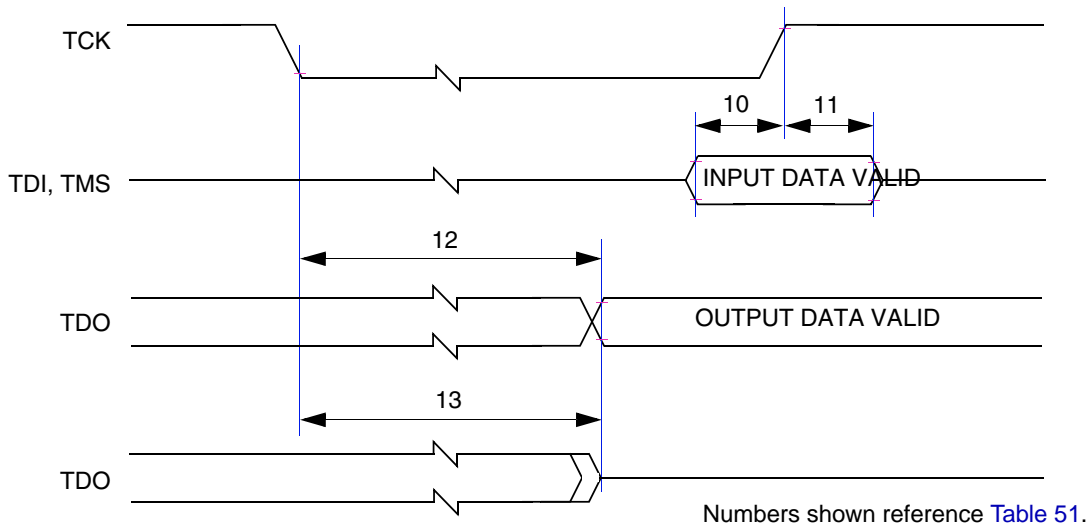 TCK
10
11
TDI, TMS
INPUT DATA VALID
12
TDO
OUTPUT DATA VALID
13
TDO
Numbers shown reference Table 51.